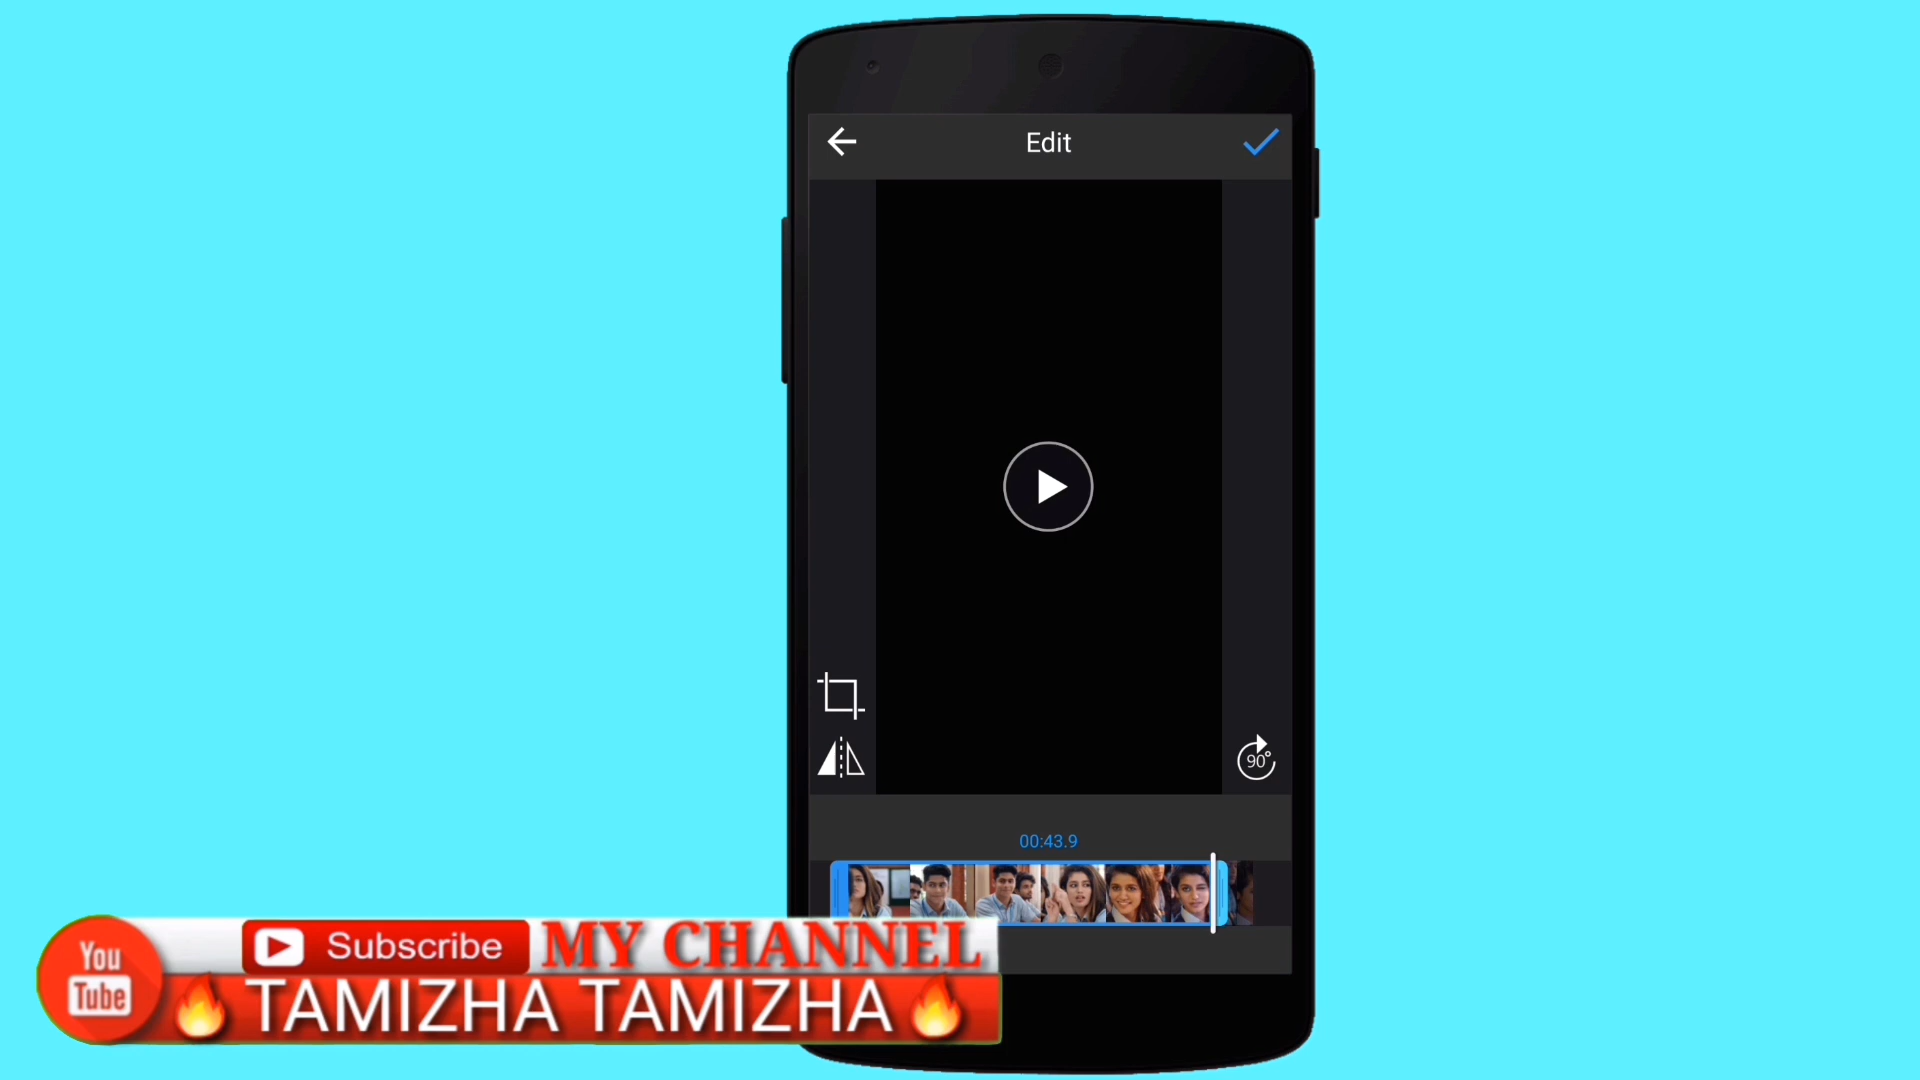 Edit
90°
00:43.9
You
Tube
Subscribe MY CHANNEL
TAMIZHA TAMIZHA